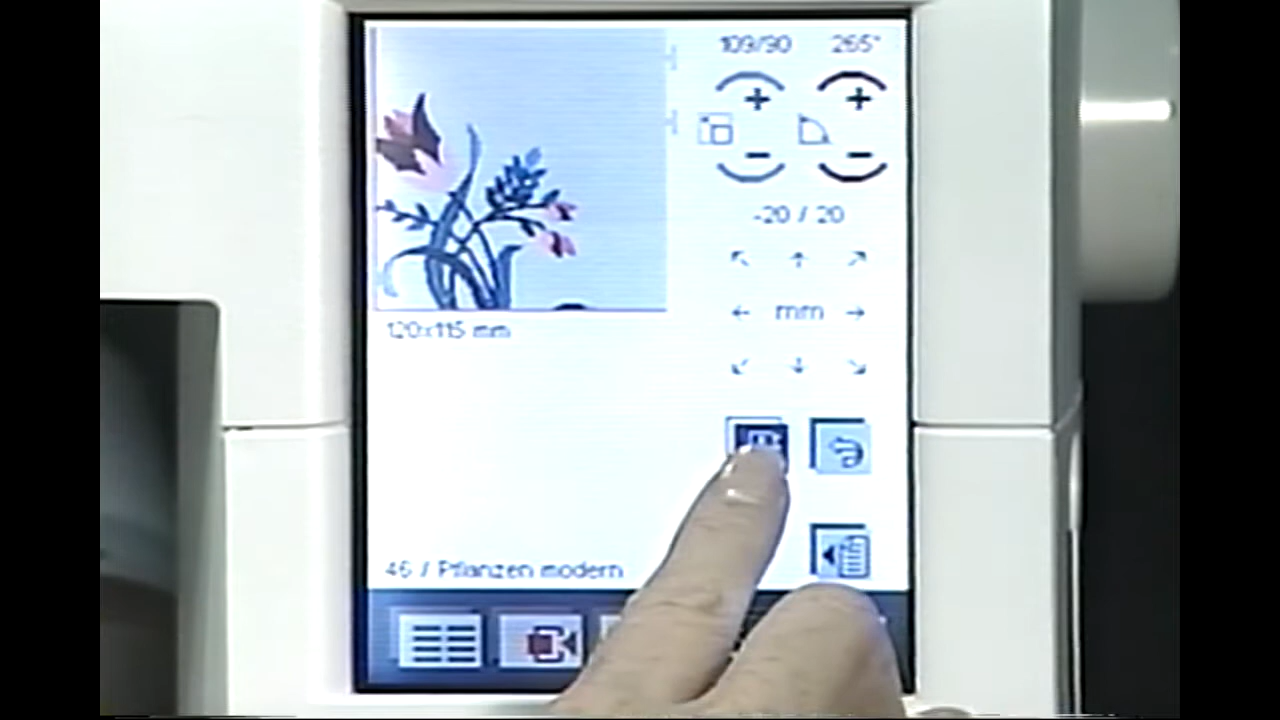 109/90 265°
-20 / 20
mm
120x115 mm
46 / Pflanzen modern